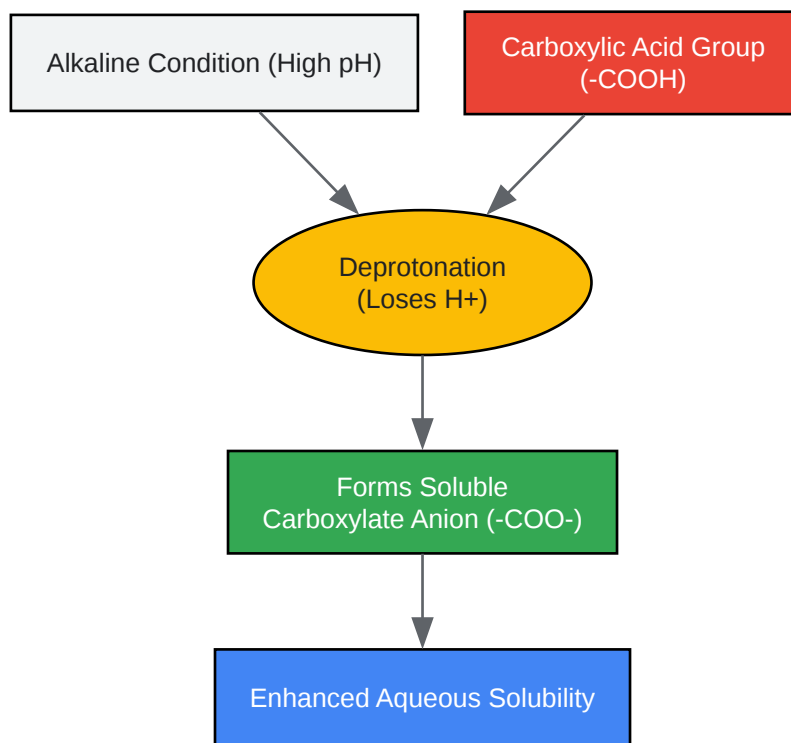 Alkaline Condition (High pH)
Carboxylic Acid Group
(-COOH)
Deprotonation
(Loses H+)
Forms Soluble
Carboxylate Anion (-COO-)
Enhanced Aqueous Solubility